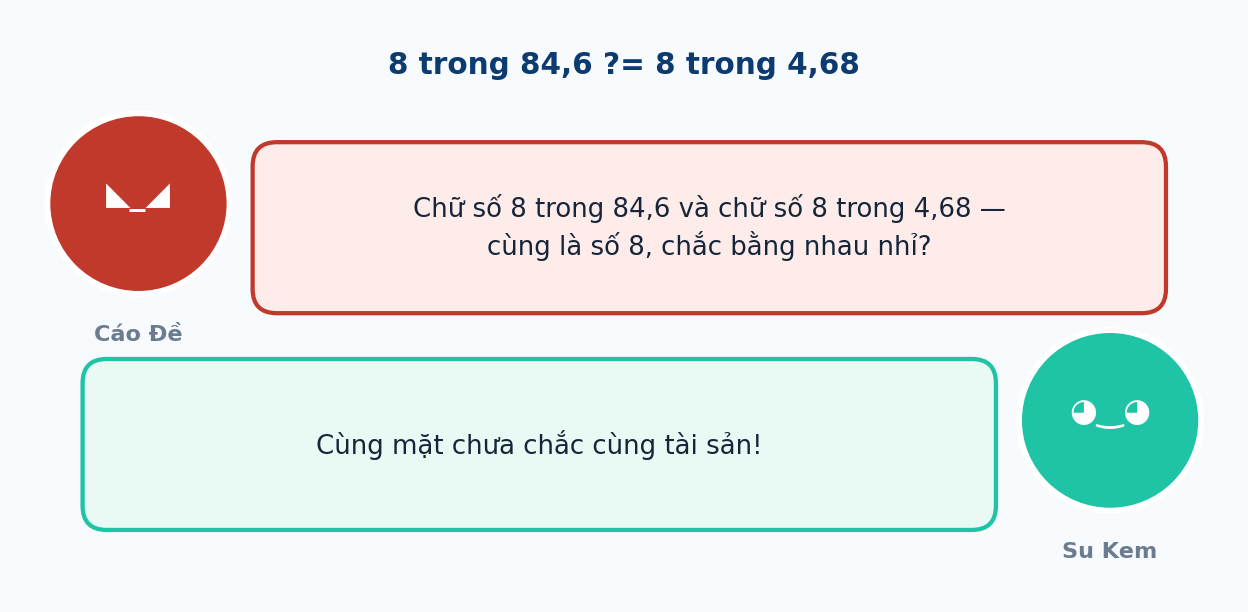 8 trong 84,6 ?= 8 trong 4,68
Chữ số 8 trong 84,6 và chữ số 8 trong 4,68 —
cùng là số 8, chắc bằng nhau nhỉ?
Cáo Đề
Cùng mặt chưa chắc cùng tài sản!
Su Kem